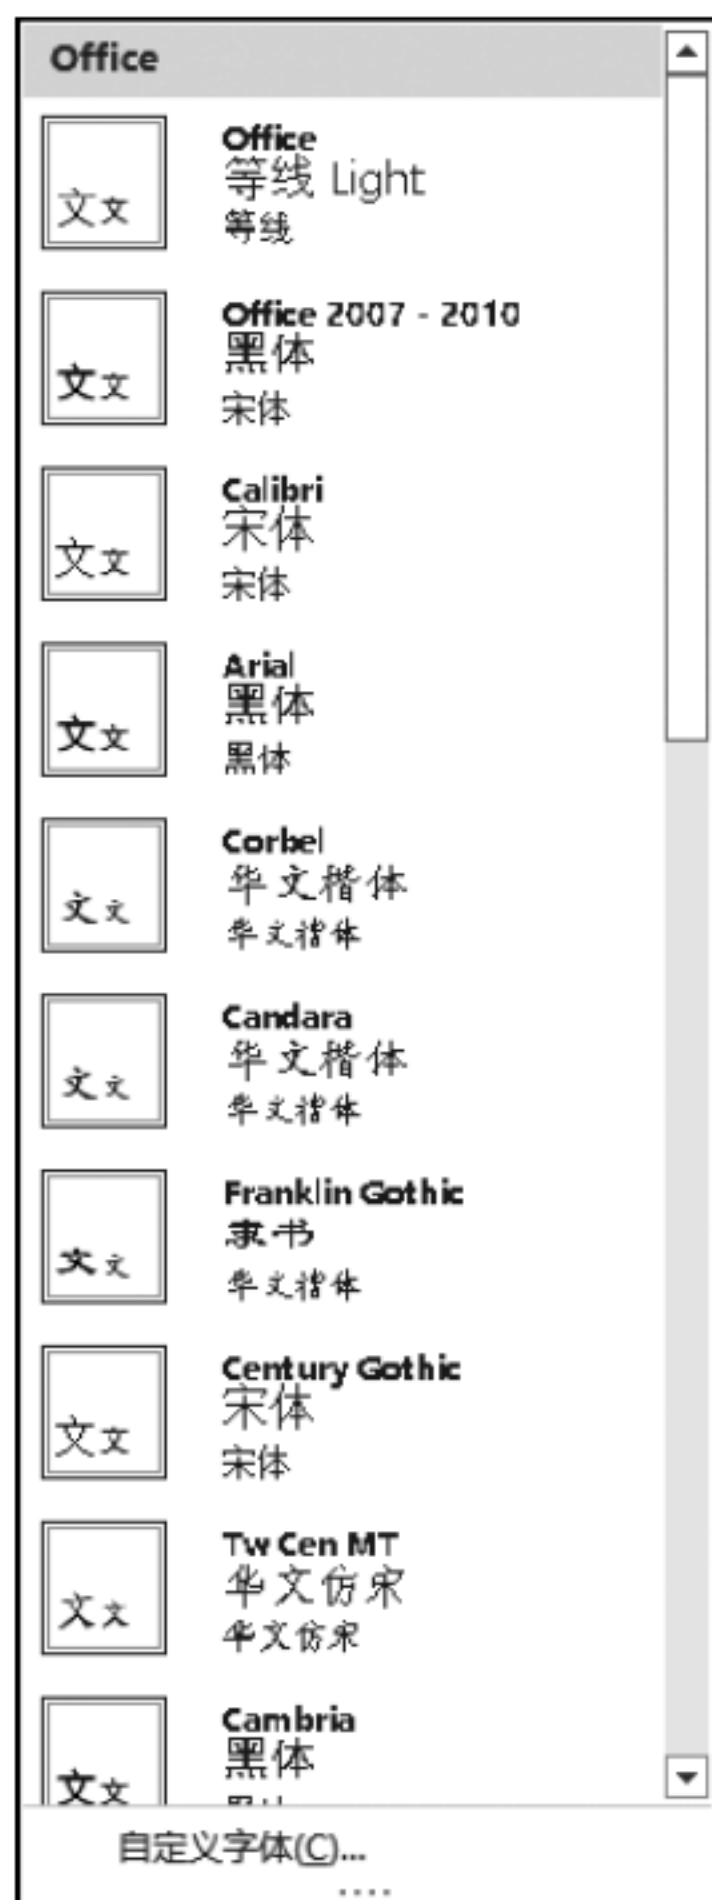 Office
Office
等线 Light
等线
文文
Office 2007 - 2010
黑体
宋体
文文
Calibri
宋体
宋体
文文
Arial
黑体
黑体
文文
Corbel
华文楷体
华文楷体
文文
Candara
华文楷体
华文楷体
文文
Franklin Gothic
隶书
华文楷体
文文
Century Gothic
宋体
宋体
文文
Tw Cen MT
华文仿宋
华文仿宋
文文
Cambria
黑体
文文
自定义字体(C)...